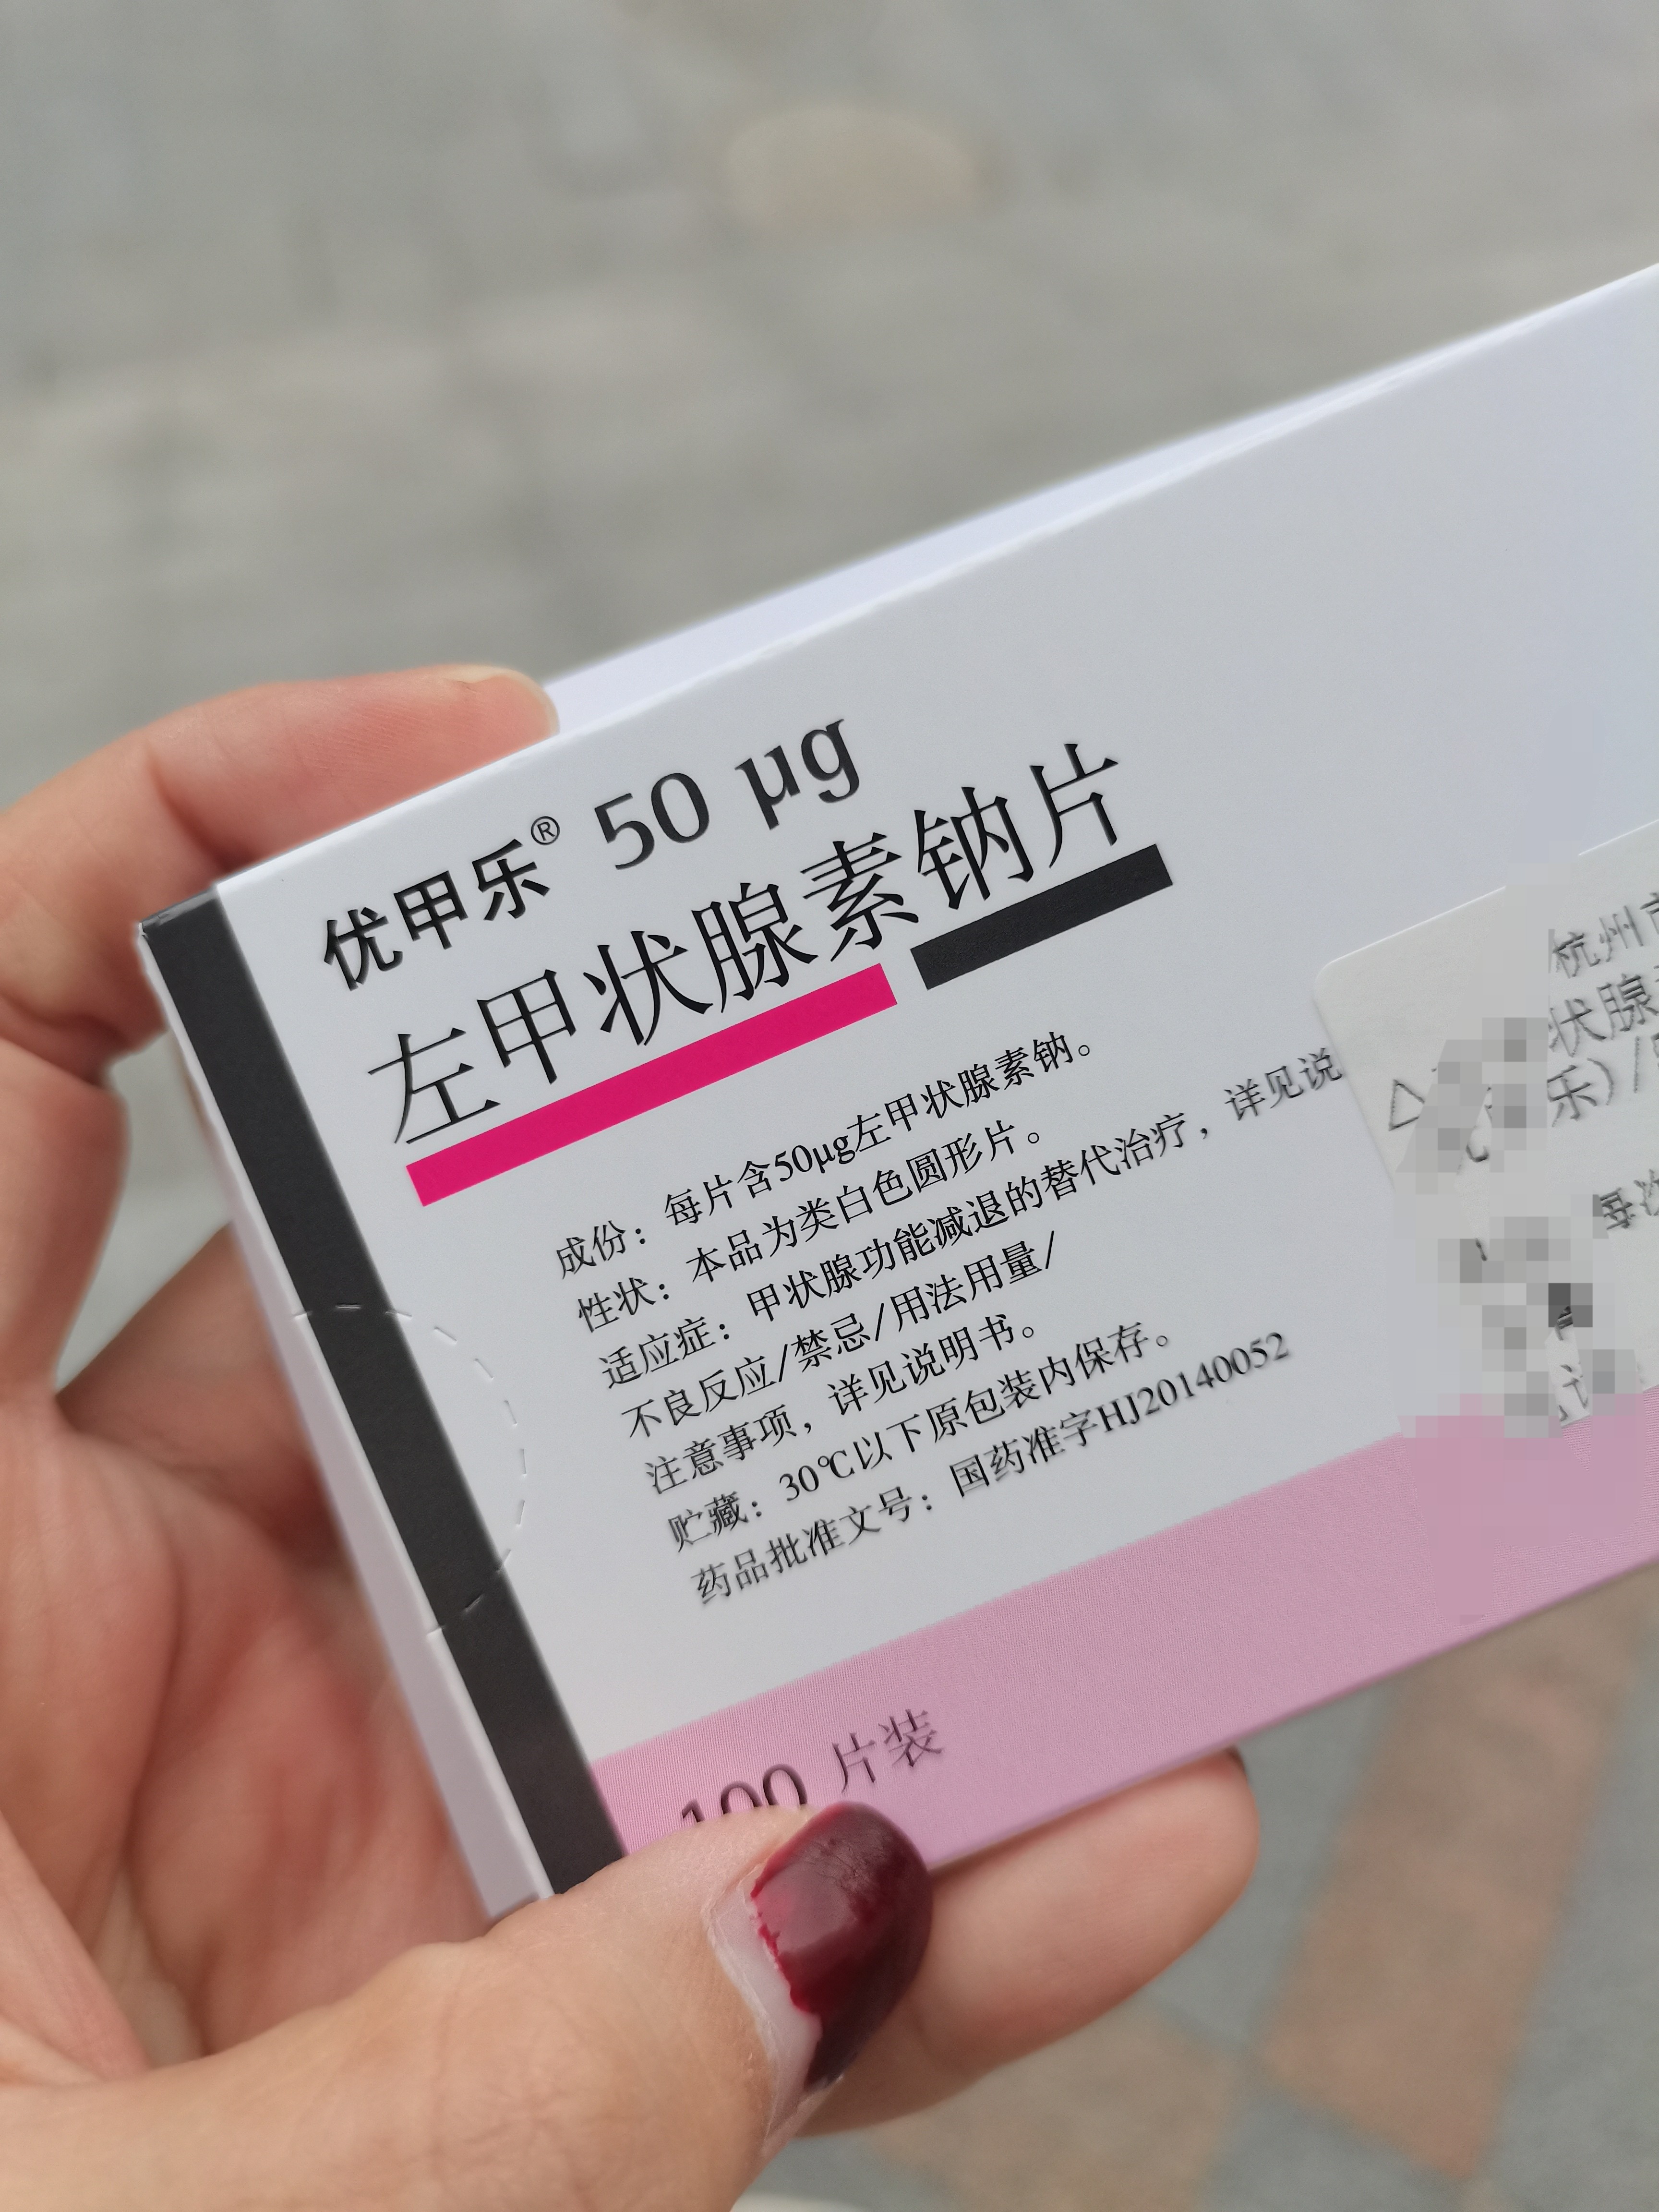 优甲乐® 50 µg
左甲状腺素钠片
成份：每片含50µg左甲状腺素钠。
性状：本品为类白色圆形片。
适应症：甲状腺功能减退的替代治疗，详见说
不良反应/禁忌/用法用量/
注意事项，详见说明书。
贮藏：30℃以下原包装内保存。
药品批准文号：国药准字HJ20140052
100 片装
杭州市
状腺
乐)/
每次